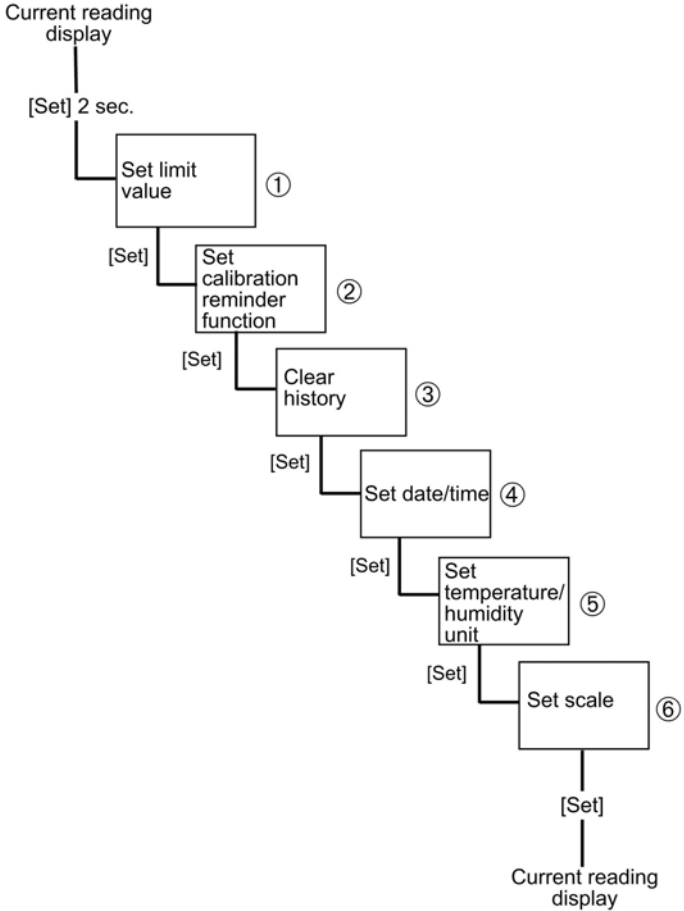 Current reading
display
[Set] 2 sec.
Set limit
value
①
[Set]
Set
calibration
reminder
function
②
[Set]
Clear
history
③
[Set]
Set date/time
④
[Set]
Set
temperature/
humidity
unit
⑤
[Set]
Set scale
⑥
[Set]
Current reading
display